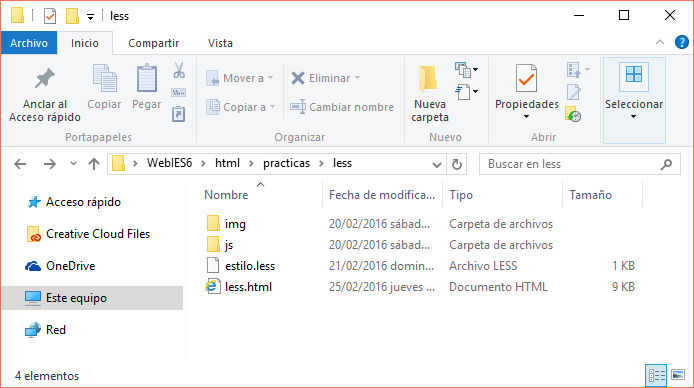 less
Archivo Inicio Compartir Vista
Anclar al Acceso rápido
Copiar
Pegar
Portapapeles
Mover a
Copiar a
Eliminar
Cambiar nombre
Organizar
Nueva carpeta
Nuevo
Propiedades
Abrir
Seleccionar
WebIES6 > html > practicas > less
Buscar en less
Acceso rápido
Creative Cloud Files
OneDrive
Este equipo
Red
Nombre Fecha de modifica... Tipo Tamaño
img 20/02/2016 sábad... Carpeta de archivos
js 20/02/2016 sábad... Carpeta de archivos
estilo.less 21/02/2016 domin... Archivo LESS 1 KB
less.html 25/02/2016 jueves ... Documento HTML 9 KB
4 elementos